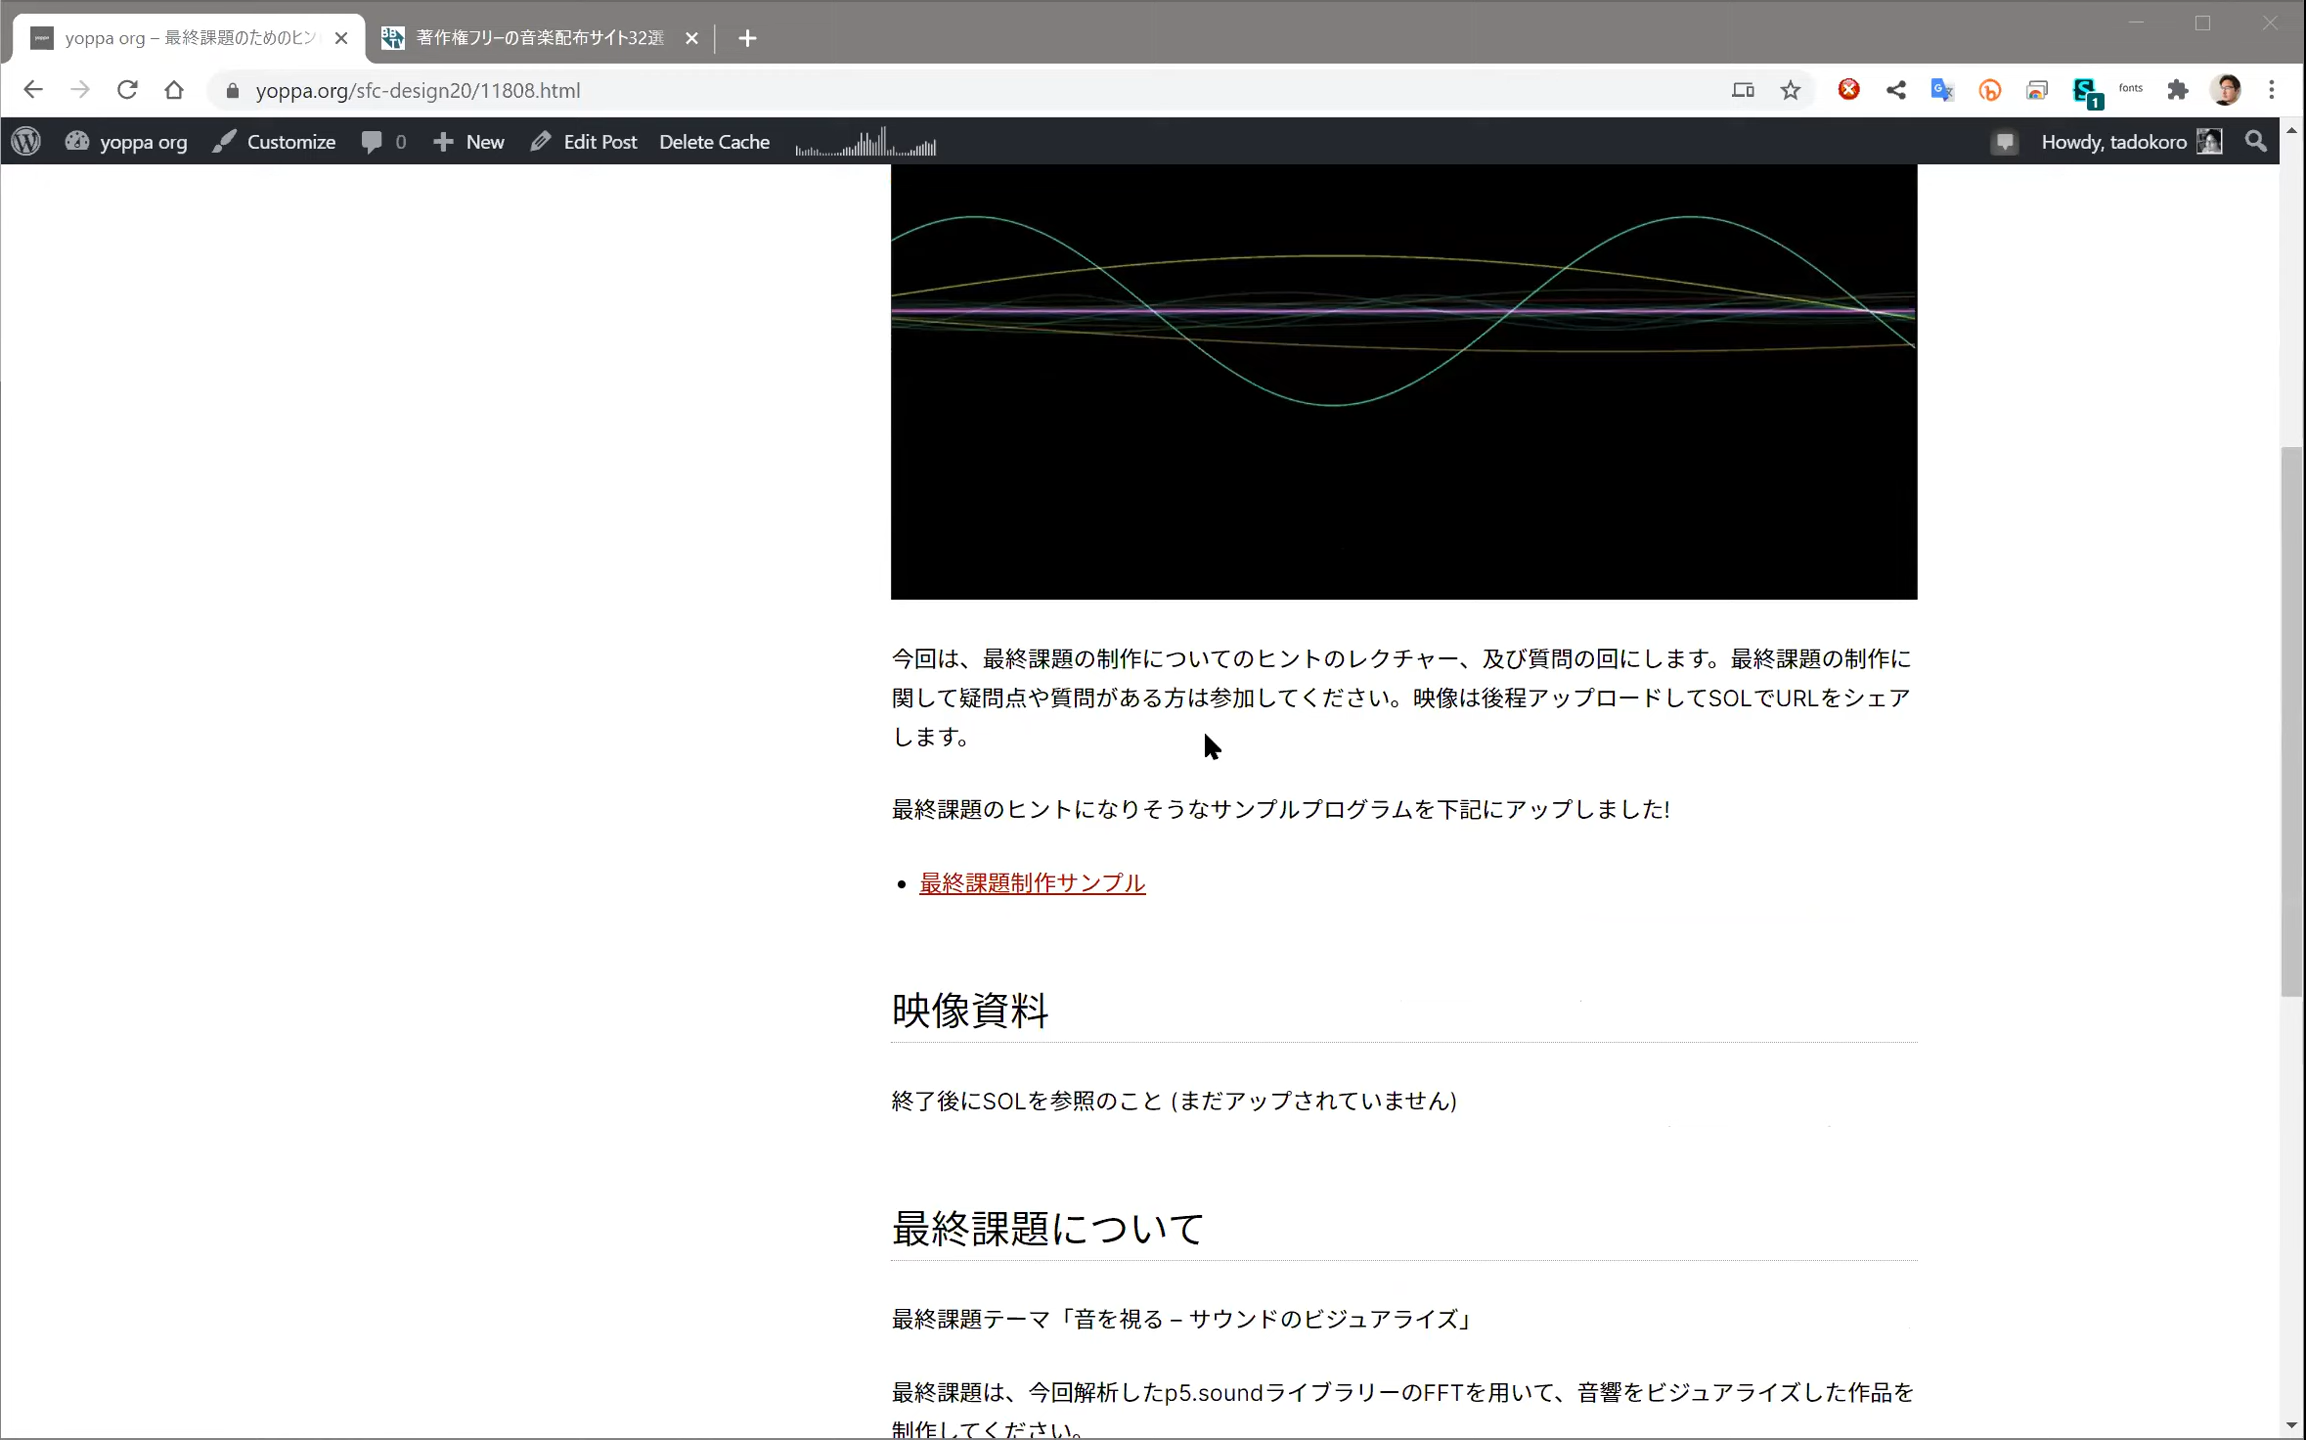 yoppa org – 最終課題のためのヒン
著作権フリーの音楽配布サイト32選
yoppa.org/sfc-design20/11808.html
fonts
1
yoppa org
Customize
0
New
Edit Post
Delete Cache
Howdy, tadokoro
今回は、最終課題の制作についてのヒントのレクチャー、及び質問の回にします。最終課題の制作に
関して疑問点や質問がある方は参加してください。映像は後程アップロードしてSOLでURLをシェア
します。
最終課題のヒントになりそうなサンプルプログラムを下記にアップしました!
最終課題制作サンプル
映像資料
終了後にSOLを参照のこと (まだアップされていません)
最終課題について
最終課題テーマ「音を視る – サウンドのビジュアライズ」
最終課題は、今回解析したp5.soundライブラリーのFFTを用いて、音響をビジュアライズした作品を
制作してください。